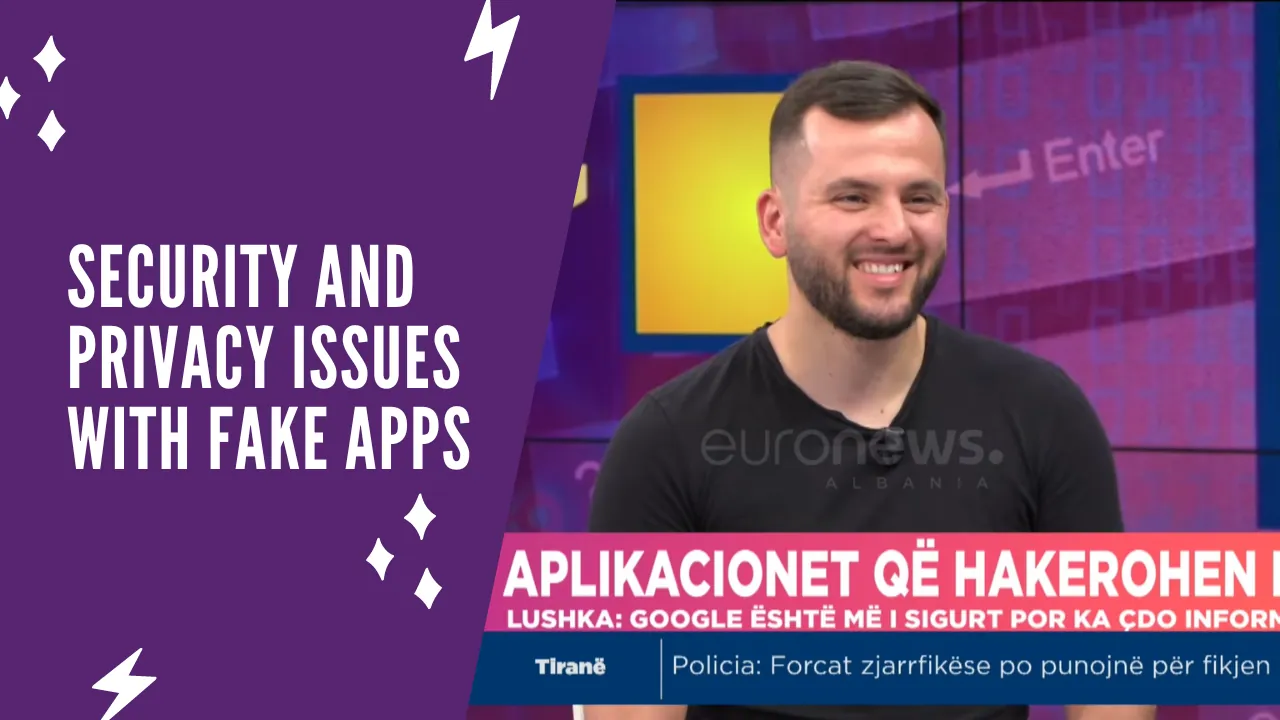 SECURITY AND
PRIVACY ISSUES
WITH FAKE APPS
Enter
euronews.
ALBANIA
APLIKACIONET QË HAKEROHEN
LUSHKA: GOOGLE ËSHTË MË I SIGURT POR KA ÇDO
Tiranë
Policia: Forcat zjarrfikëse po punojnë për fikjen